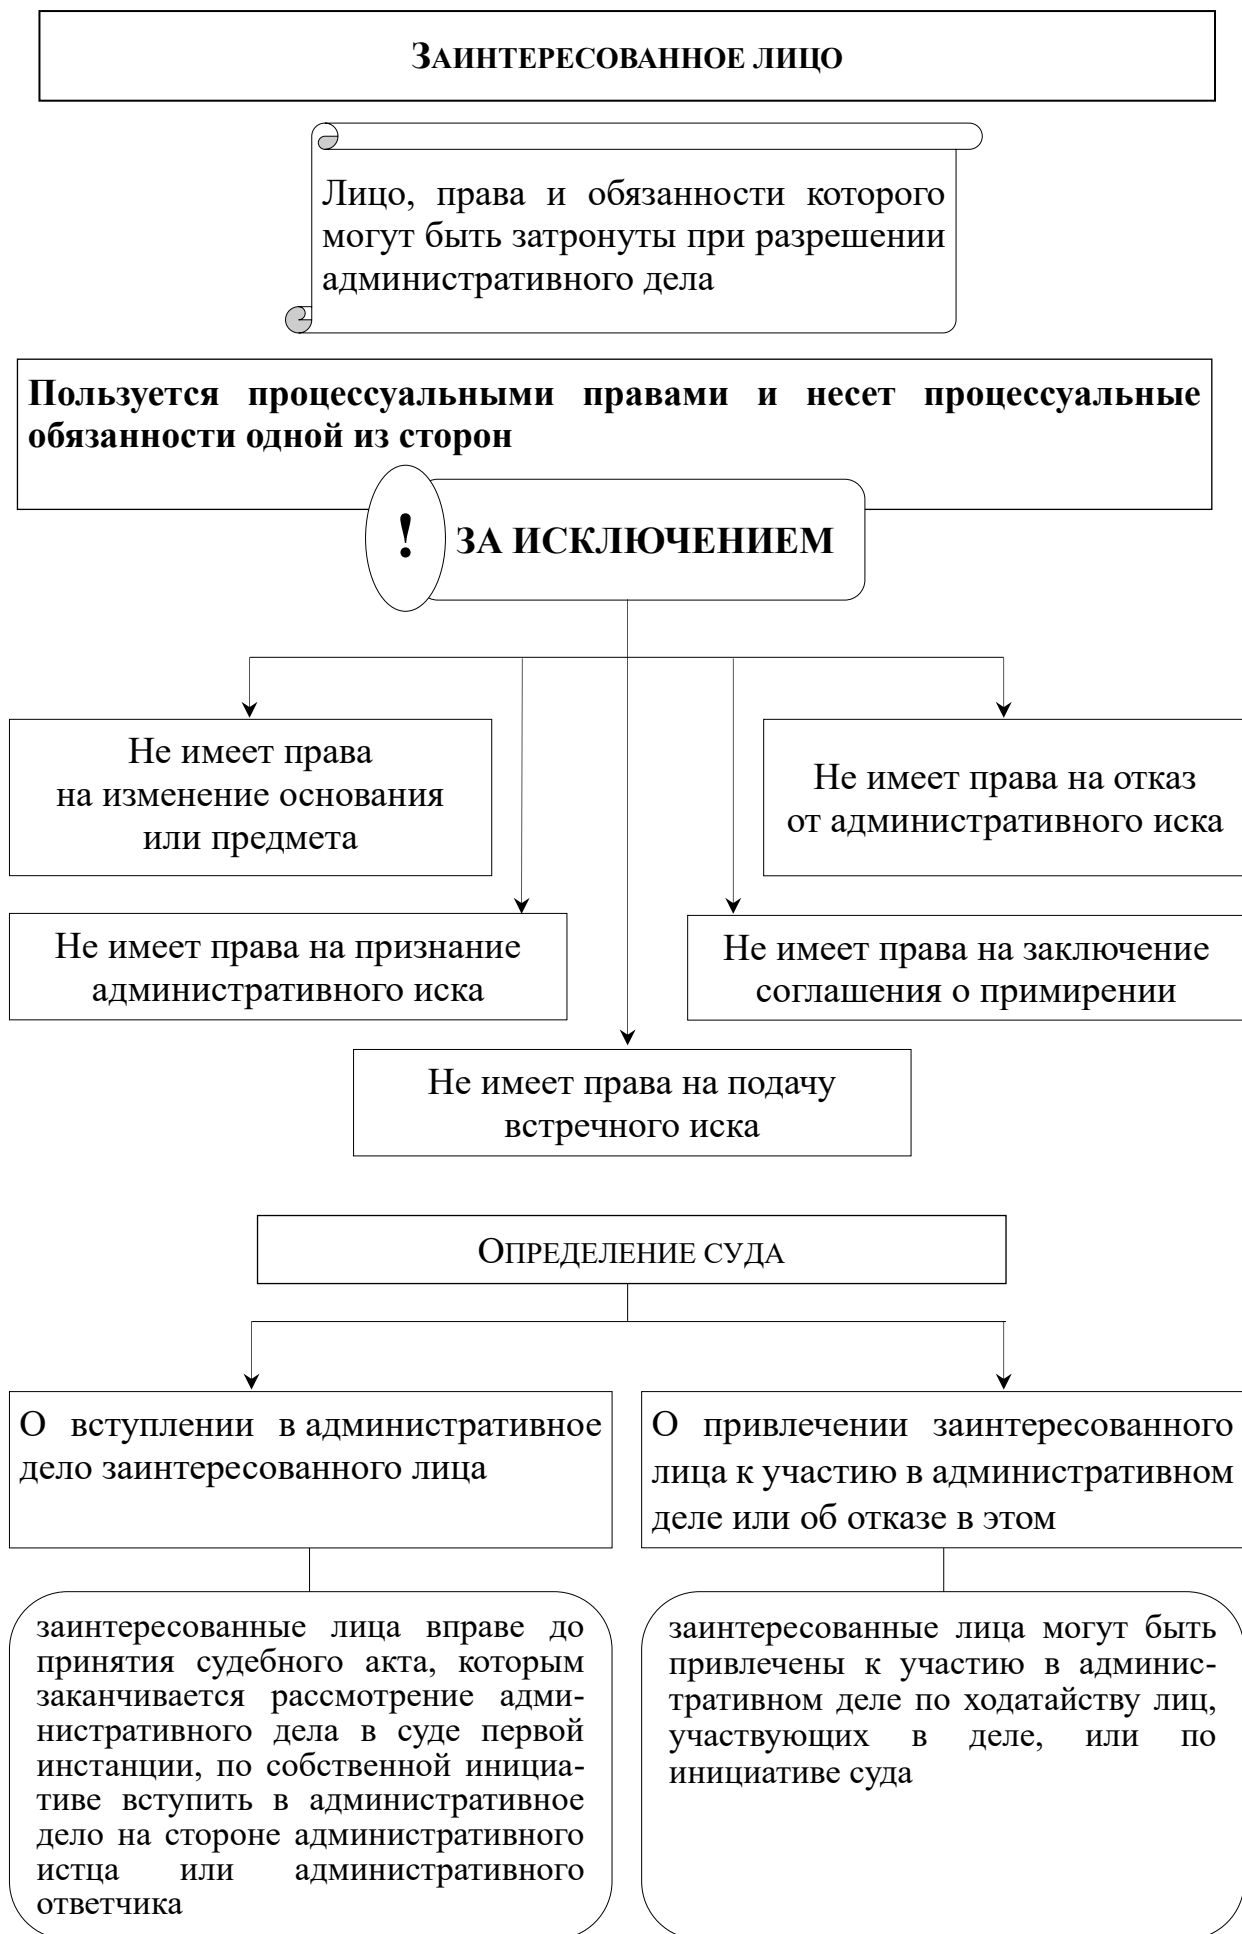 ЗАИНТЕРЕСОВАННОЕ ЛИЦО
Лицо, права и обязанности которого
могут быть затронуты при разрешении
административного дела
Пользуется процессуальными правами и несет процессуальные
обязанности одной из сторон
! ЗА ИСКЛЮЧЕНИЕМ
Не имеет права
на изменение основания
или предмета
Не имеет права на отказ
от административного иска
Не имеет права на признание
административного иска
Не имеет права на заключение
соглашения о примирении
Не имеет права на подачу
встречного иска
ОПРЕДЕЛЕНИЕ СУДА
О вступлении в административное
дело заинтересованного лица
О привлечении заинтересованного
лица к участию в административном
деле или об отказе в этом
заинтересованные лица вправе до
принятия судебного акта, которым
заканчивается рассмотрение адми-
нистративного дела в суде первой
инстанции, по собственной инициа-
тиве вступить в административное
дело на стороне административного
истца или административного
ответчика
заинтересованные лица могут быть
привлечены к участию в админис-
тративном деле по ходатайству лиц,
участвующих в деле, или по
инициативе суда